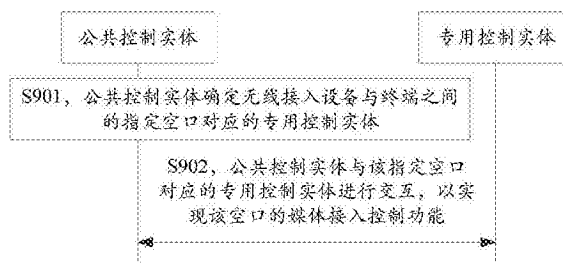 公共控制实体
专用控制实体
S901，公共控制实体确定无线接入设备与终端之间
的指定空口对应的专用控制实体
S902，公共控制实体与该指定空口
对应的专用控制实体进行交互，以实
现该空口的媒体接入控制功能